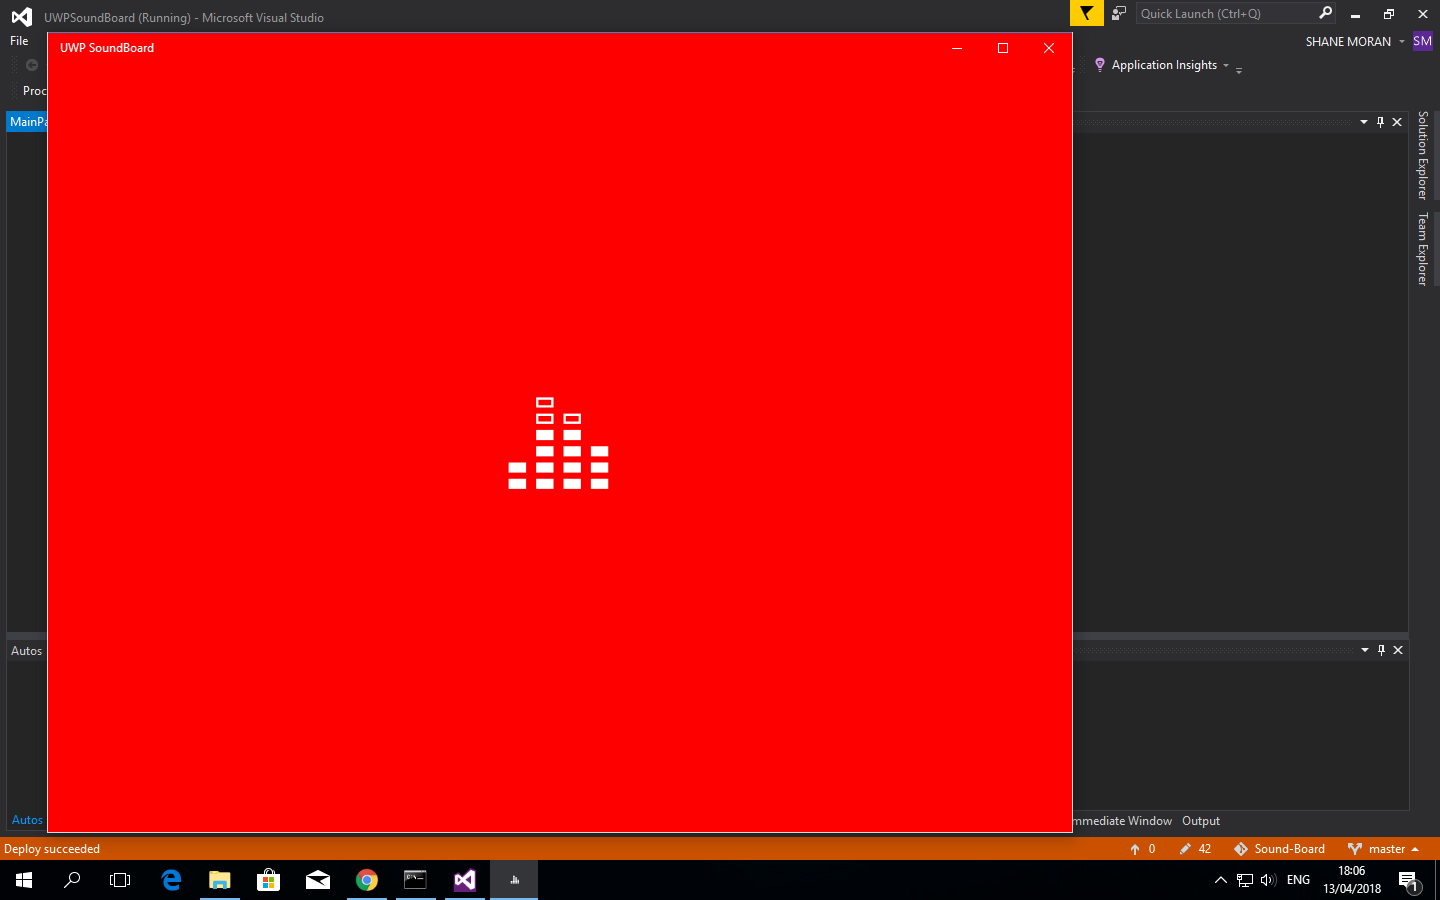 UWPSoundBoard (Running) - Microsoft Visual Studio
Quick Launch (Ctrl+Q)
File
UWP SoundBoard
SHANE MORAN
SM
Application Insights
Proc
MainPa
Solution Explorer
Team Explorer
Autos
Autos
mmediate Window
Output
Deploy succeeded
0
42
Sound-Board
master
ENG
18:06
13/04/2018
1